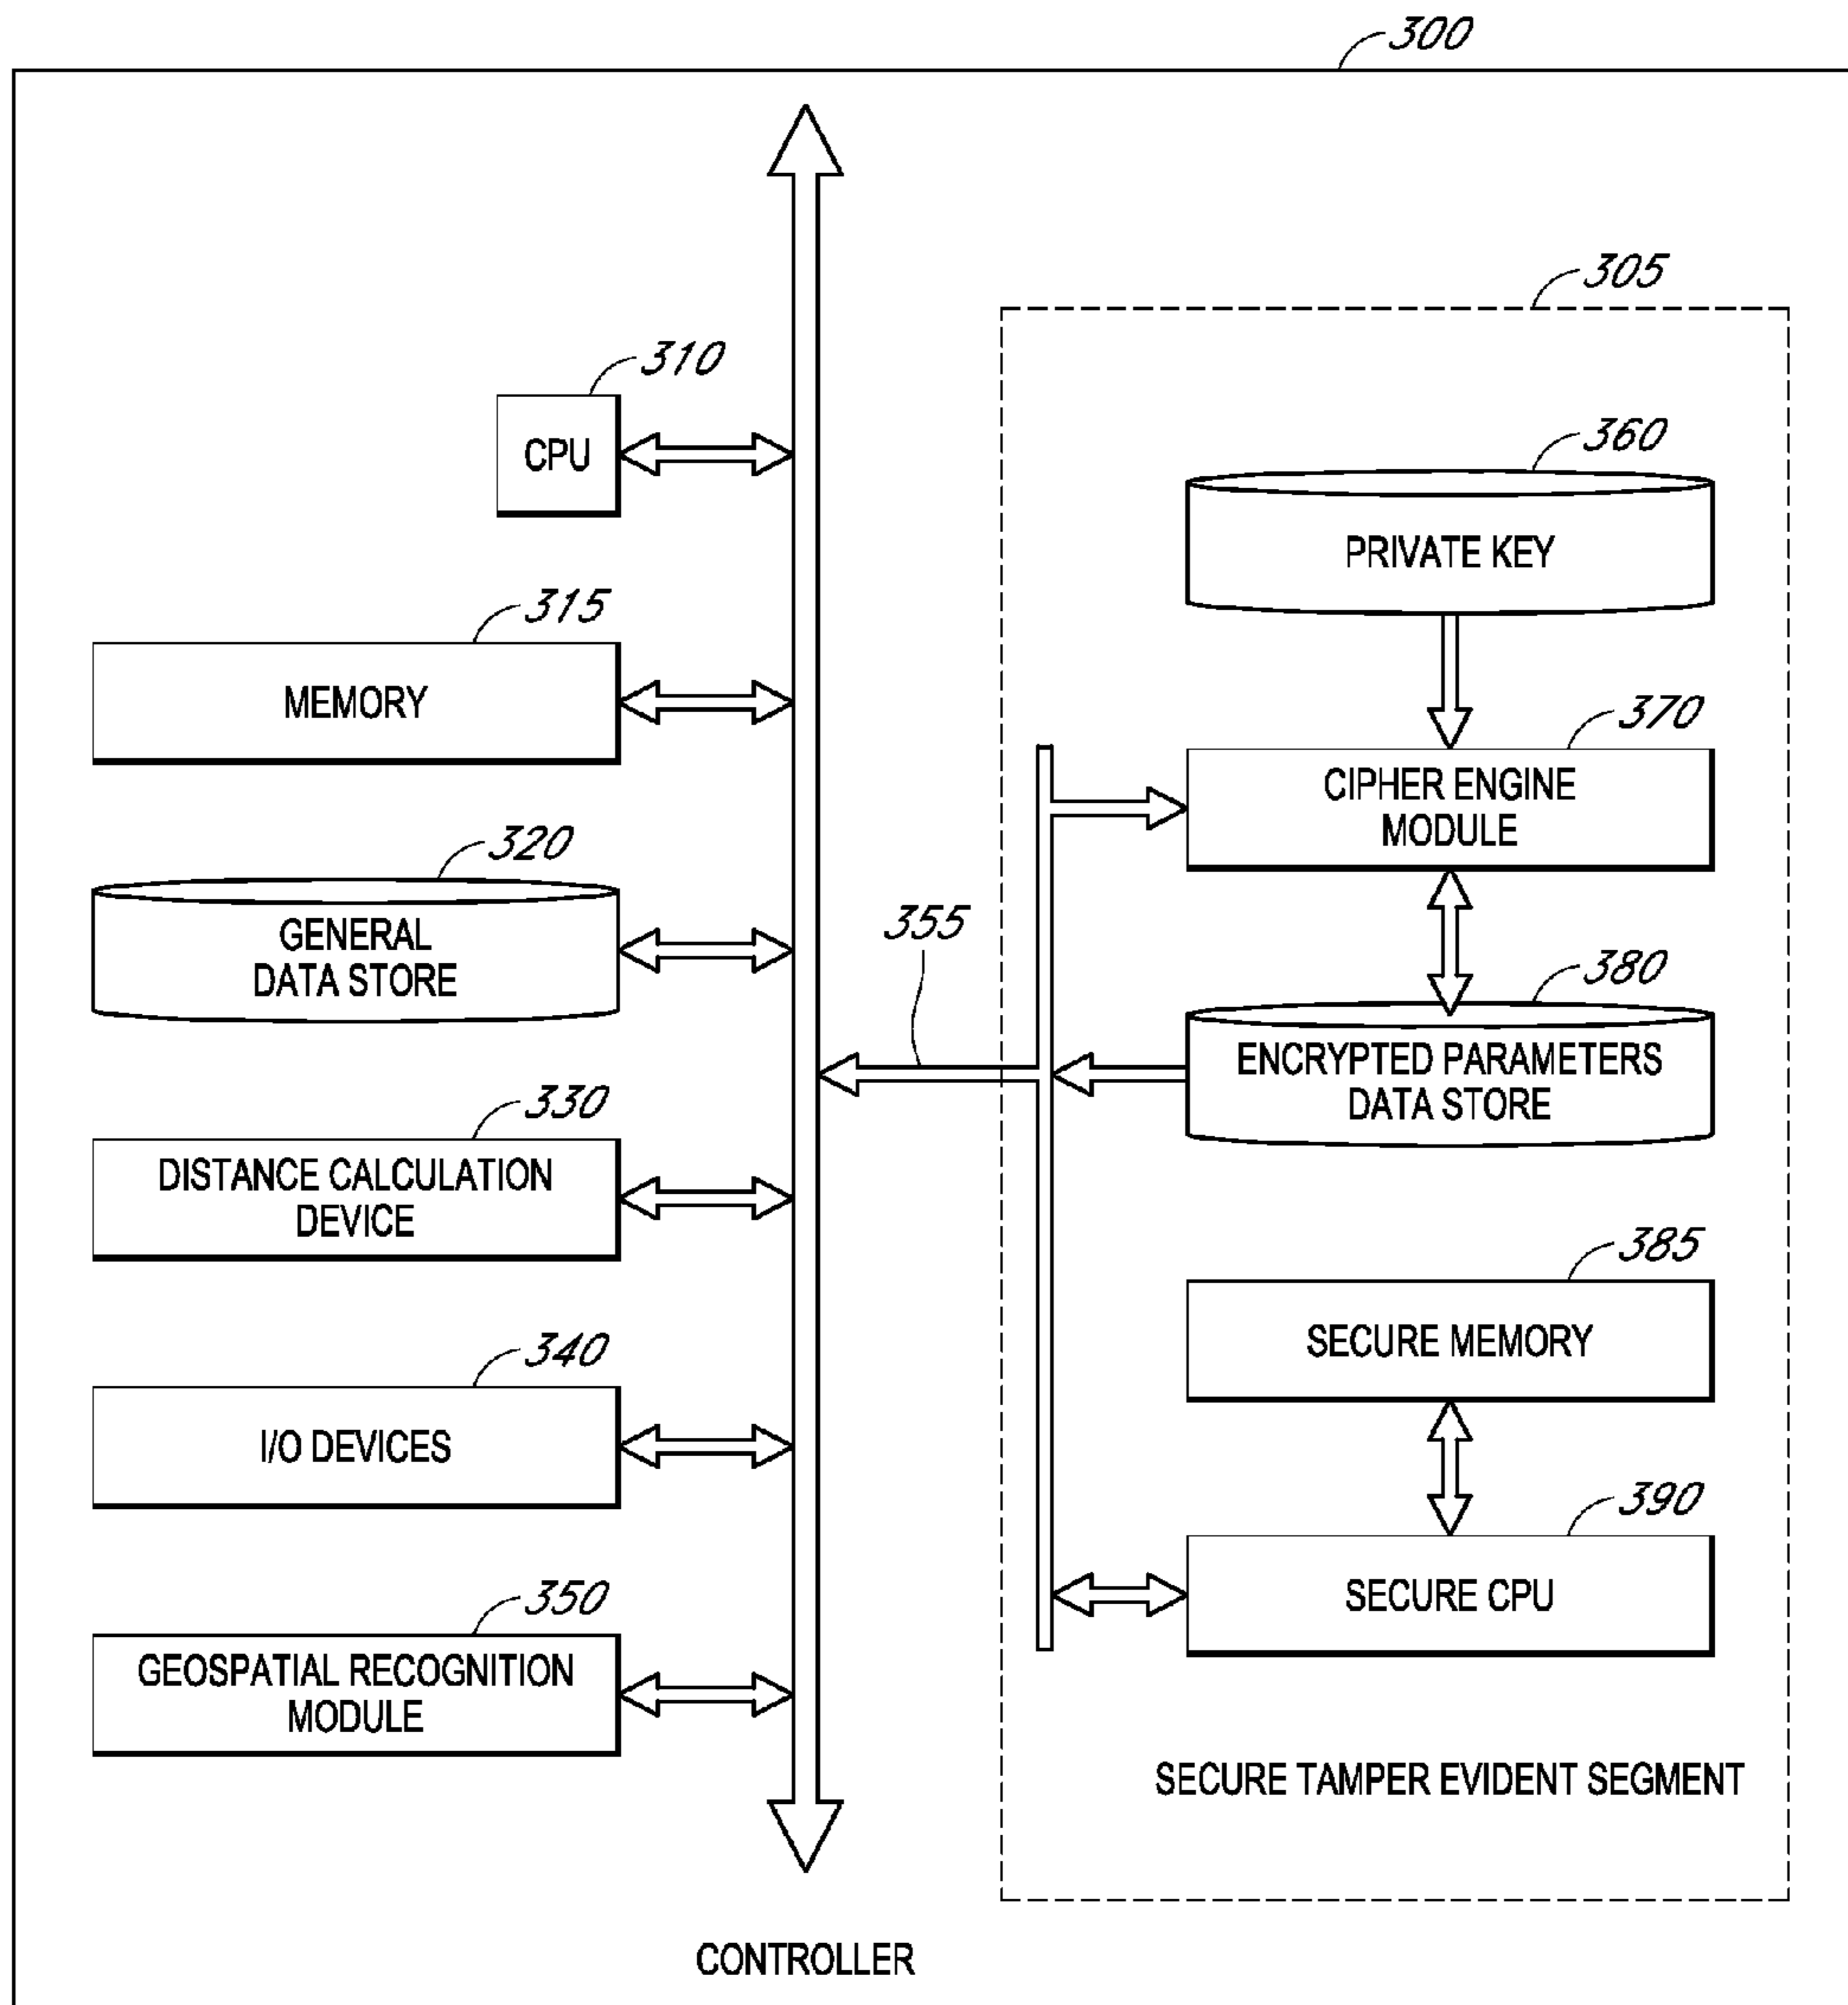 300
305
310
CPU
360
PRIVATE KEY
315
MEMORY
370
CIPHER ENGINE
MODULE
320
GENERAL
DATA STORE
355
380
ENCRYPTED PARAMETERS
DATA STORE
330
DISTANCE CALCULATION
DEVICE
385
SECURE MEMORY
340
I/O DEVICES
390
SECURE CPU
350
GEOSPATIAL RECOGNITION
MODULE
SECURE TAMPER EVIDENT SEGMENT
CONTROLLER